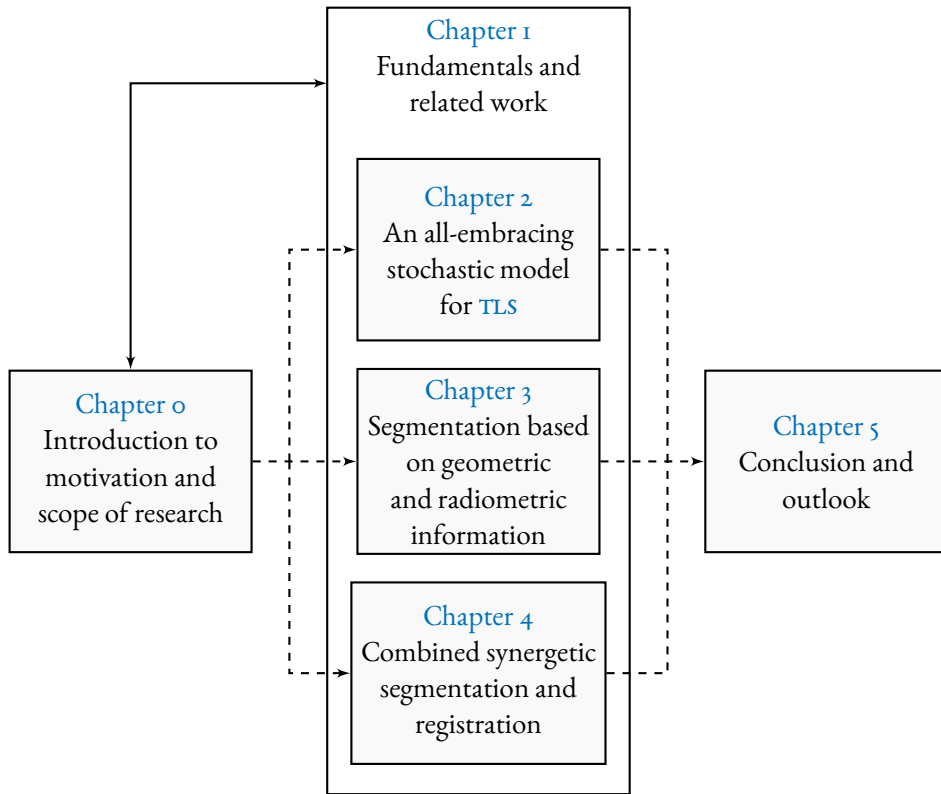 Chapter 1
Fundamentals and
related work
Chapter 2
An all-embracing
stochastic model
for TLS
Chapter 0
Introduction to
motivation and
scope of research
Chapter 3
Segmentation based
on geometric
and radiometric
information
Chapter 5
Conclusion and
outlook
Chapter 4
Combined synergetic
segmentation and
registration